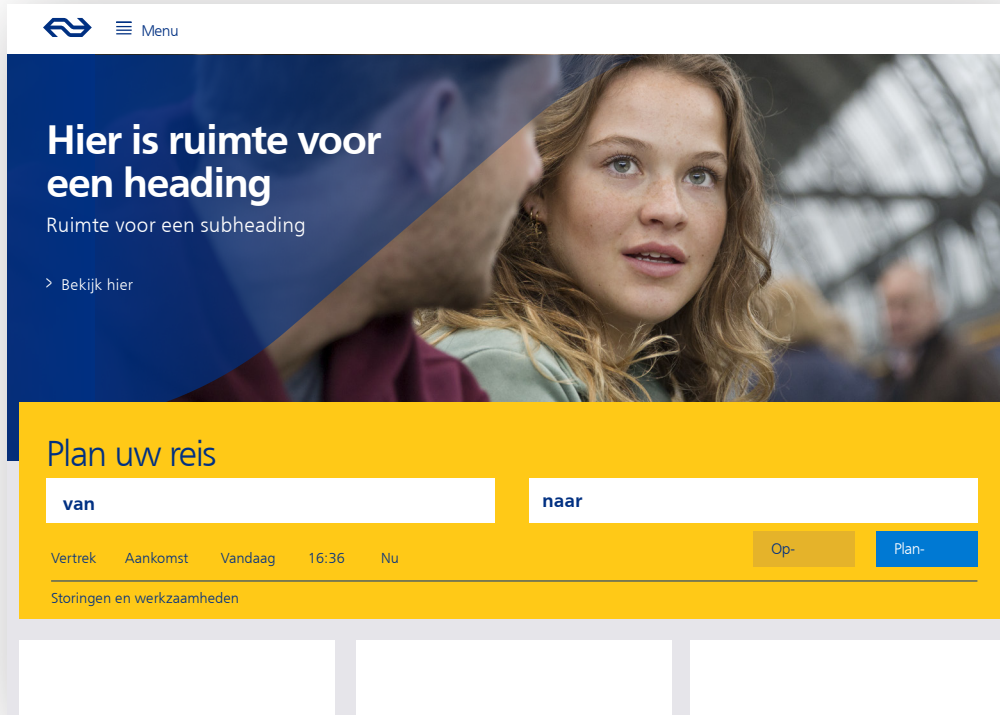 Menu
Hier is ruimte voor
een heading
Ruimte voor een subheading
Bekijk hier
Plan uw reis
van
naar
Vertrek Aankomst Vandaag 16:36 Nu
Op-
Plan-
Storingen en werkzaamheden